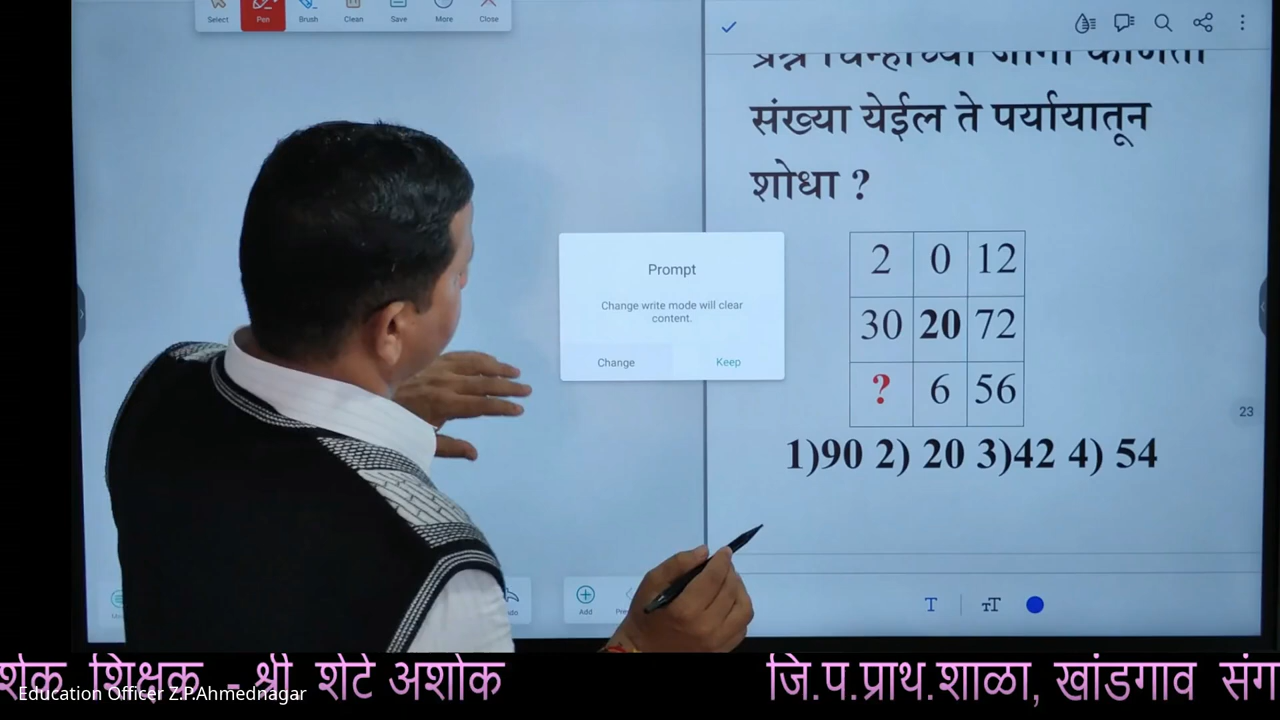 Select Pen Brush Clean Save More Close
संख्या येईल ते पर्यायातून
शोधा ?
Prompt
Change write mode will clear
content.
Change Keep
2 0 12
30 20 72
? 6 56
23
1)90 2) 20 3)42 4) 54
Add
T TT
शिक्षक - श्री शेटे अशोक जि.प.प्राथ.शाळा, खांडगाव
Education Officer Z.P.Ahmednagar